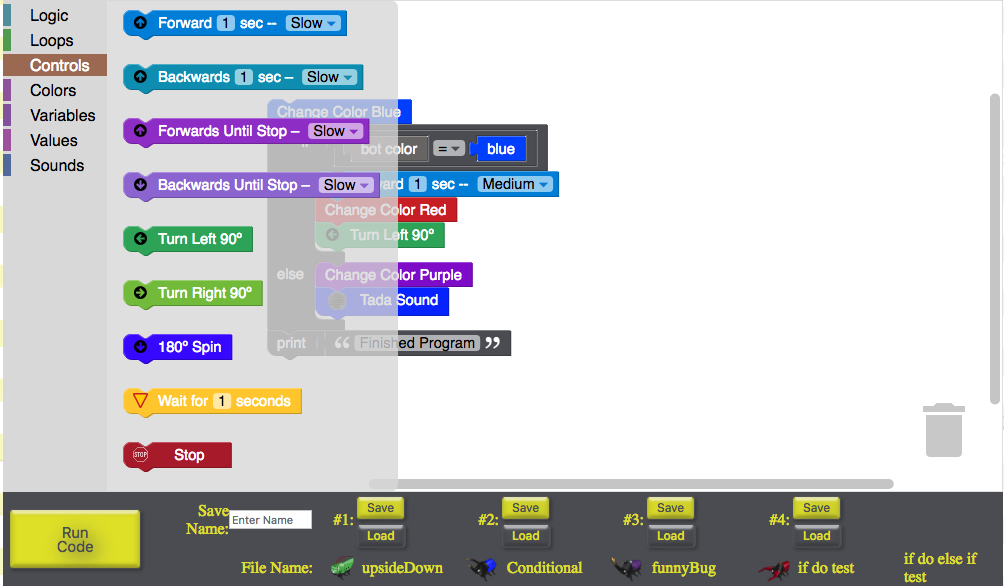 Logic
Loops
Controls
Colors
Variables
Values
Sounds
Forward 1 sec -- Slow
Backwards 1 sec – Slow
Forwards Until Stop – Slow
Backwards Until Stop – Slow
Turn Left 90º
Turn Right 90º
180º Spin
Wait for 1 seconds
STOP Stop
Change Color Blue
bot color = blue
ard 1 sec -- Medium
Change Color Red
Turn Left 90º
else Change Color Purple
Tada Sound
print “ Finished Program ”
Run
Code
Save
Name: Enter Name
#1: Save
Load
#2: Save
Load
#3: Save
Load
#4: Save
Load
File Name: upsideDown Conditional funnyBug if do test
if do else if
test